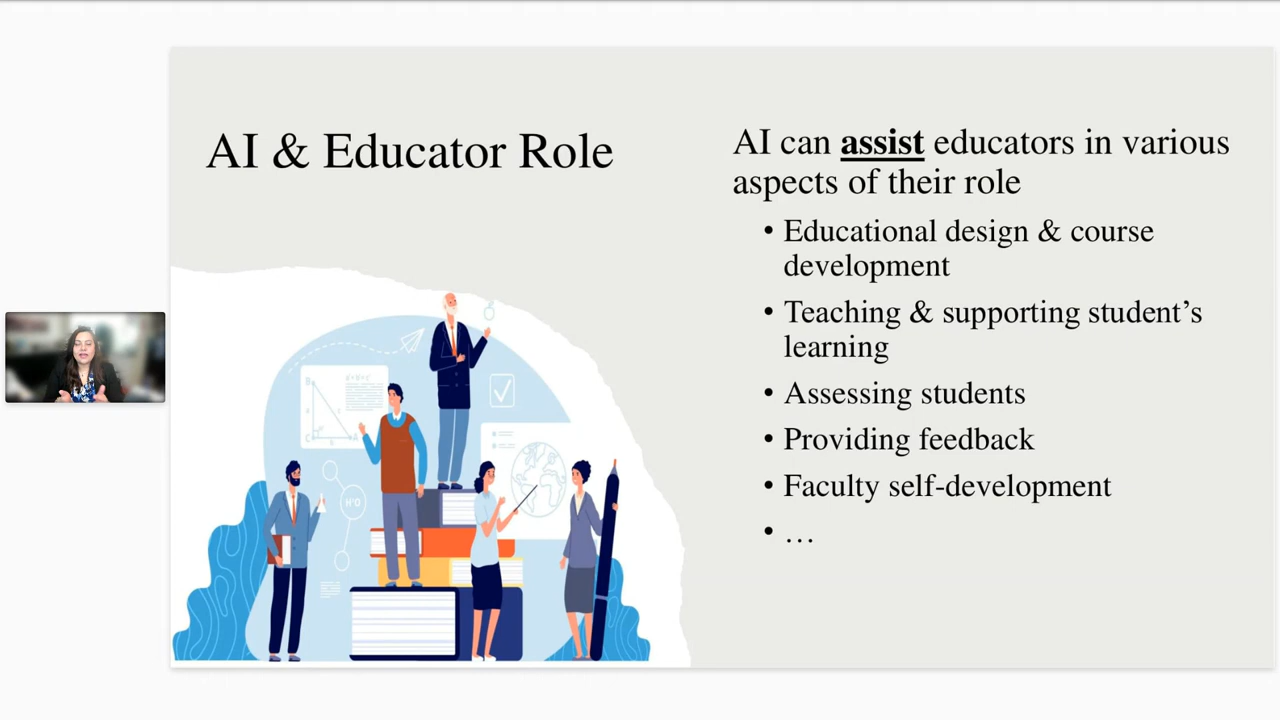 AI & Educator Role
AI can assist educators in various
aspects of their role
• Educational design & course
development
• Teaching & supporting student’s
learning
• Assessing students
• Providing feedback
• Faculty self-development
• …
B
C
H²O